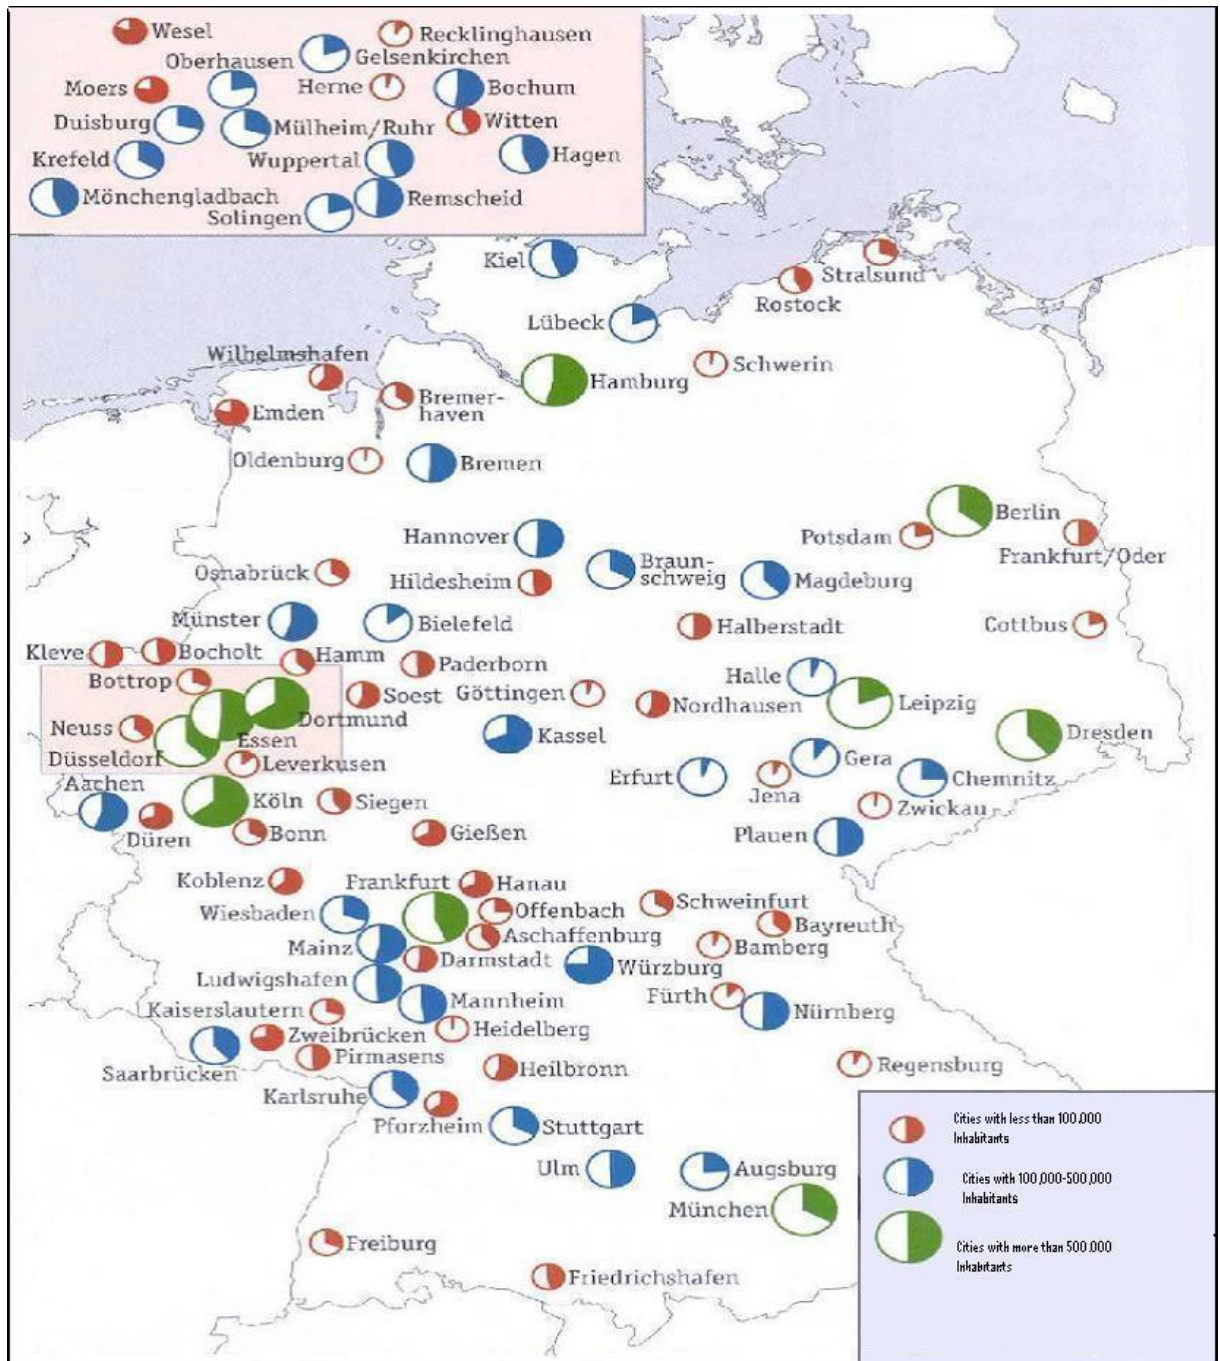 Wesel
Recklinghausen
Oberhausen
Gelsenkirchen
Moers
Herne
Bochum
Duisburg
Mülheim/Ruhr
Witten
Krefeld
Wuppertal
Hagen
Mönchengladbach
Remscheid
Solingen
Kiel
Stralsund
Rostock
Lübeck
Wilhelmshafen
Schwerin
Hamburg
Emden
Bremer-
haven
Oldenburg
Bremen
Berlin
Hannover
Potsdam
Frankfurt/Oder
Osnabrück
Hildesheim
Braun-
schweig
Magdeburg
Münster
Bielefeld
Halberstadt
Cottbus
Kleve
Bocholt
Hamm
Paderborn
Bottrop
Soest
Göttingen
Halle
Nordhausen
Leipzig
Neuss
Dortmund
Essen
Kassel
Dresden
Düsseldorf
Leverkusen
Aachen
Erfurt
Gera
Jena
Chemnitz
Köln
Siegen
Zwickau
Düren
Bonn
Gießen
Plauen
Koblenz
Frankfurt
Hanau
Wiesbaden
Offenbach
Schweinfurt
Bayreuth
Mainz
Aschaffenburg
Bamberg
Darmstadt
Würzburg
Ludwigshafen
Fürth
Mannheim
Nürnberg
Kaiserslautern
Zweibrücken
Heidelberg
Saarbrücken
Pirmasens
Heilbronn
Regensburg
Karlsruhe
Pforzheim
Stuttgart
Ulm
Augsburg
München
Freiburg
Friedrichshafen
Cities with less than 100.000
Inhabitants
Cities with 100,000-500,000
Inhabitants
Cities with more than 500.000
Inhabitants